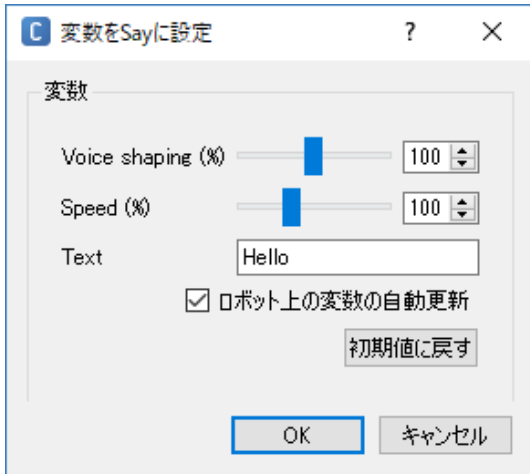 C 変数をSayに設定 ?
変数
Voice shaping (%) 100
Speed (%) 100
Text Hello
ロボット上の変数の自動更新
初期値に戻す
OK キャンセル